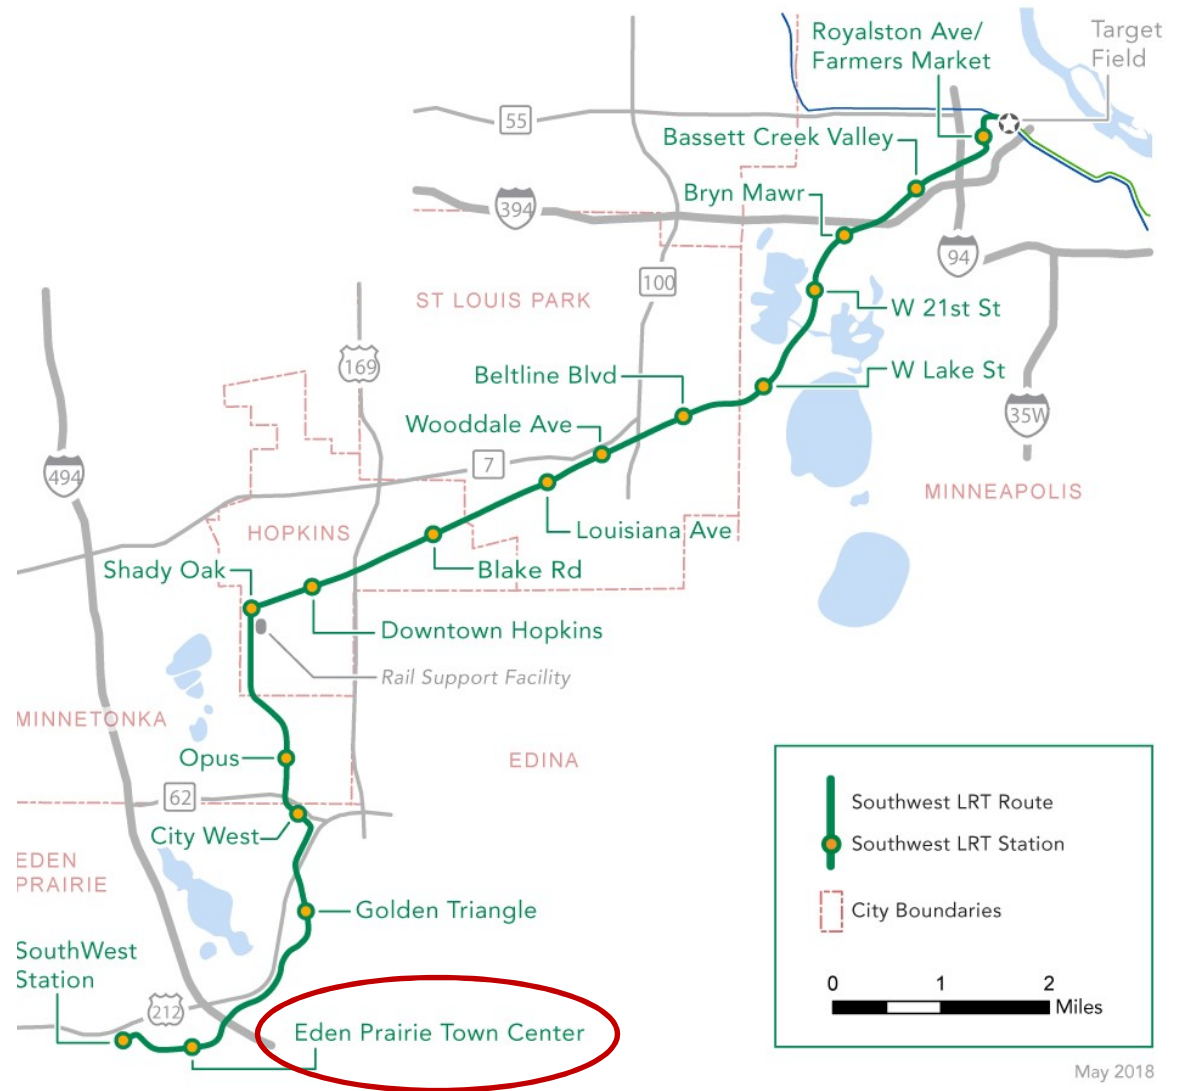 Royalston Ave/
Farmers Market
Target
Field
55
Bassett Creek Valley
Bryn Mawr
394
94
100
ST LOUIS PARK
W 21st St
169
Beltline Blvd
W Lake St
Wooddale Ave
35W
7
494
MINNEAPOLIS
HOPKINS
Louisiana Ave
Shady Oak
Blake Rd
Downtown Hopkins
Rail Support Facility
MINNETONKA
Opus
EDINA
62
City West
EDEN
PRAIRIE
Golden Triangle
SouthWest
Station
212
Eden Prairie Town Center
Southwest LRT Route
Southwest LRT Station
City Boundaries
0 1 2
Miles
May 2018